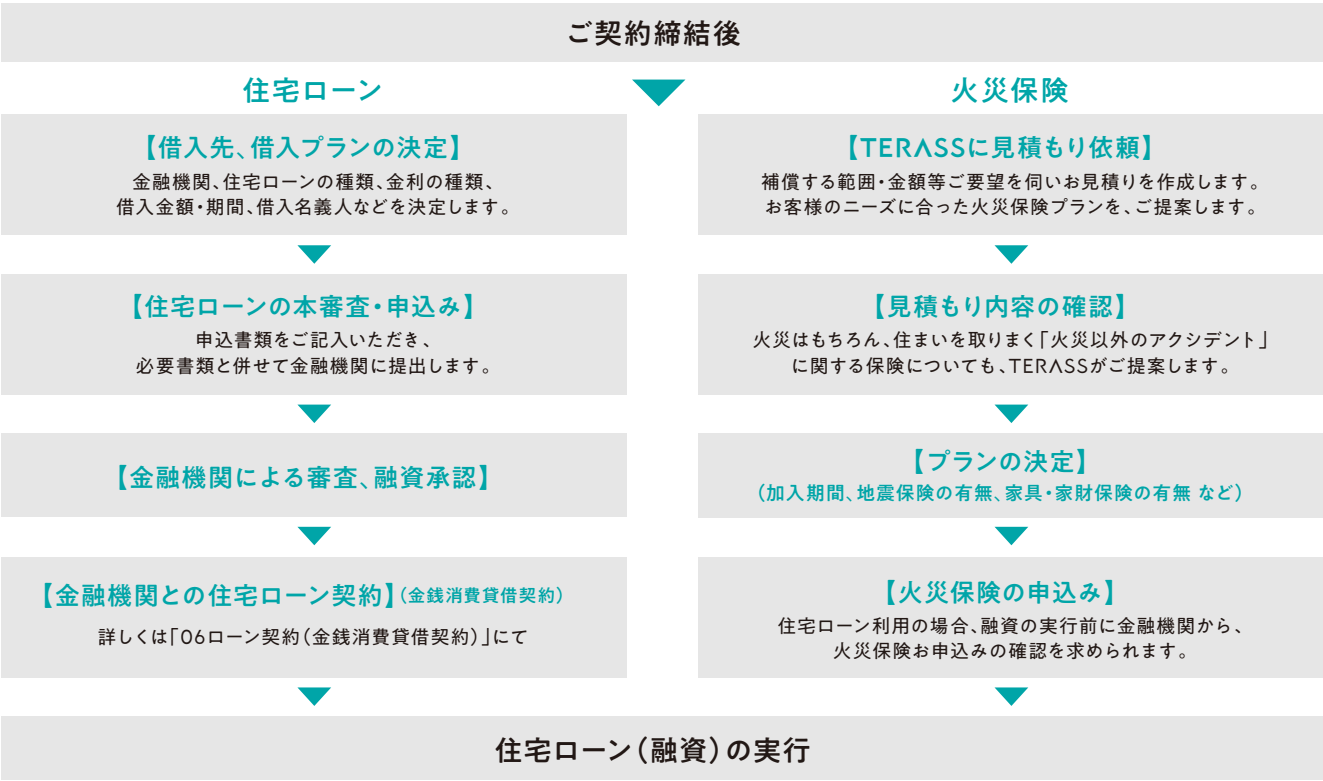 ご契約締結後
住宅ローン
【借入先、借入プランの決定】
金融機関、住宅ローンの種類、金利の種類、
借入金額・期間、借入名義人などを決定します。
【住宅ローンの本審査・申込み】
申込書類をご記入いただき、
必要書類と併せて金融機関に提出します。
【金融機関による審査、融資承認】
【金融機関との住宅ローン契約】(金銭消費貸借契約)
詳しくは「06ローン契約(金銭消費貸借契約)」にて
火災保険
【TERASSに見積もり依頼】
補償する範囲・金額等ご要望を伺いお見積りを作成します。
お客様のニーズに合った火災保険プランを、ご提案します。
【見積もり内容の確認】
火災はもちろん、住まいを取りまく「火災以外のアクシデント」
に関する保険についても、TERASSがご提案します。
【プランの決定】
(加入期間、地震保険の有無、家具・家財保険の有無 など)
【火災保険の申込み】
住宅ローン利用の場合、融資の実行前に金融機関から、
火災保険お申込みの確認を求められます。
住宅ローン(融資)の実行